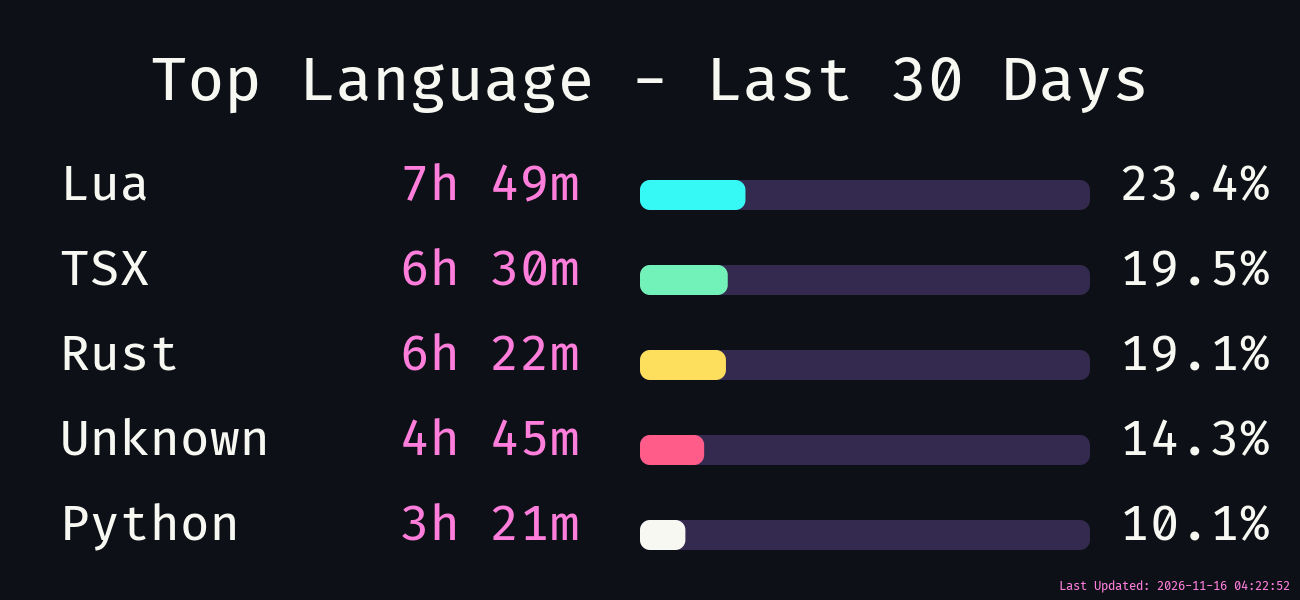 Top Language – Last 30 Days
Lua 7h 49m 23.4%
TSX 6h 30m 19.5%
Rust 6h 22m 19.1%
Unknown 4h 45m 14.3%
Python 3h 21m 10.1%
Last Updated: 2026-11-16 04:22:52